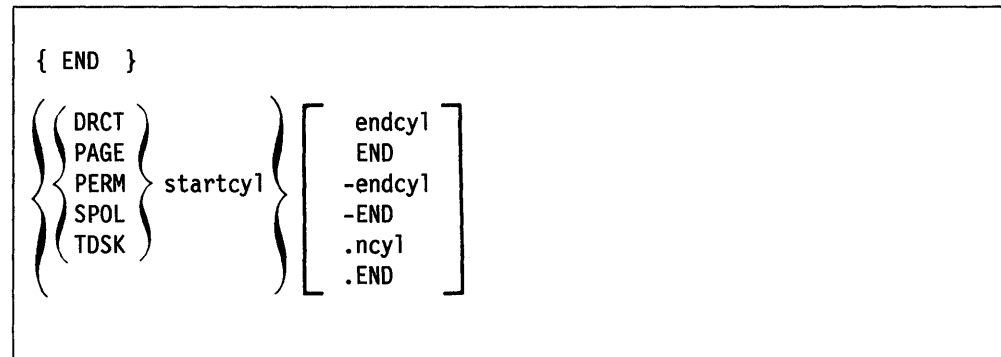 { END }
DRCT endcyl
PAGE END
PERM startcyl -endcyl
SPOL -END
TDSK .ncyl
.END